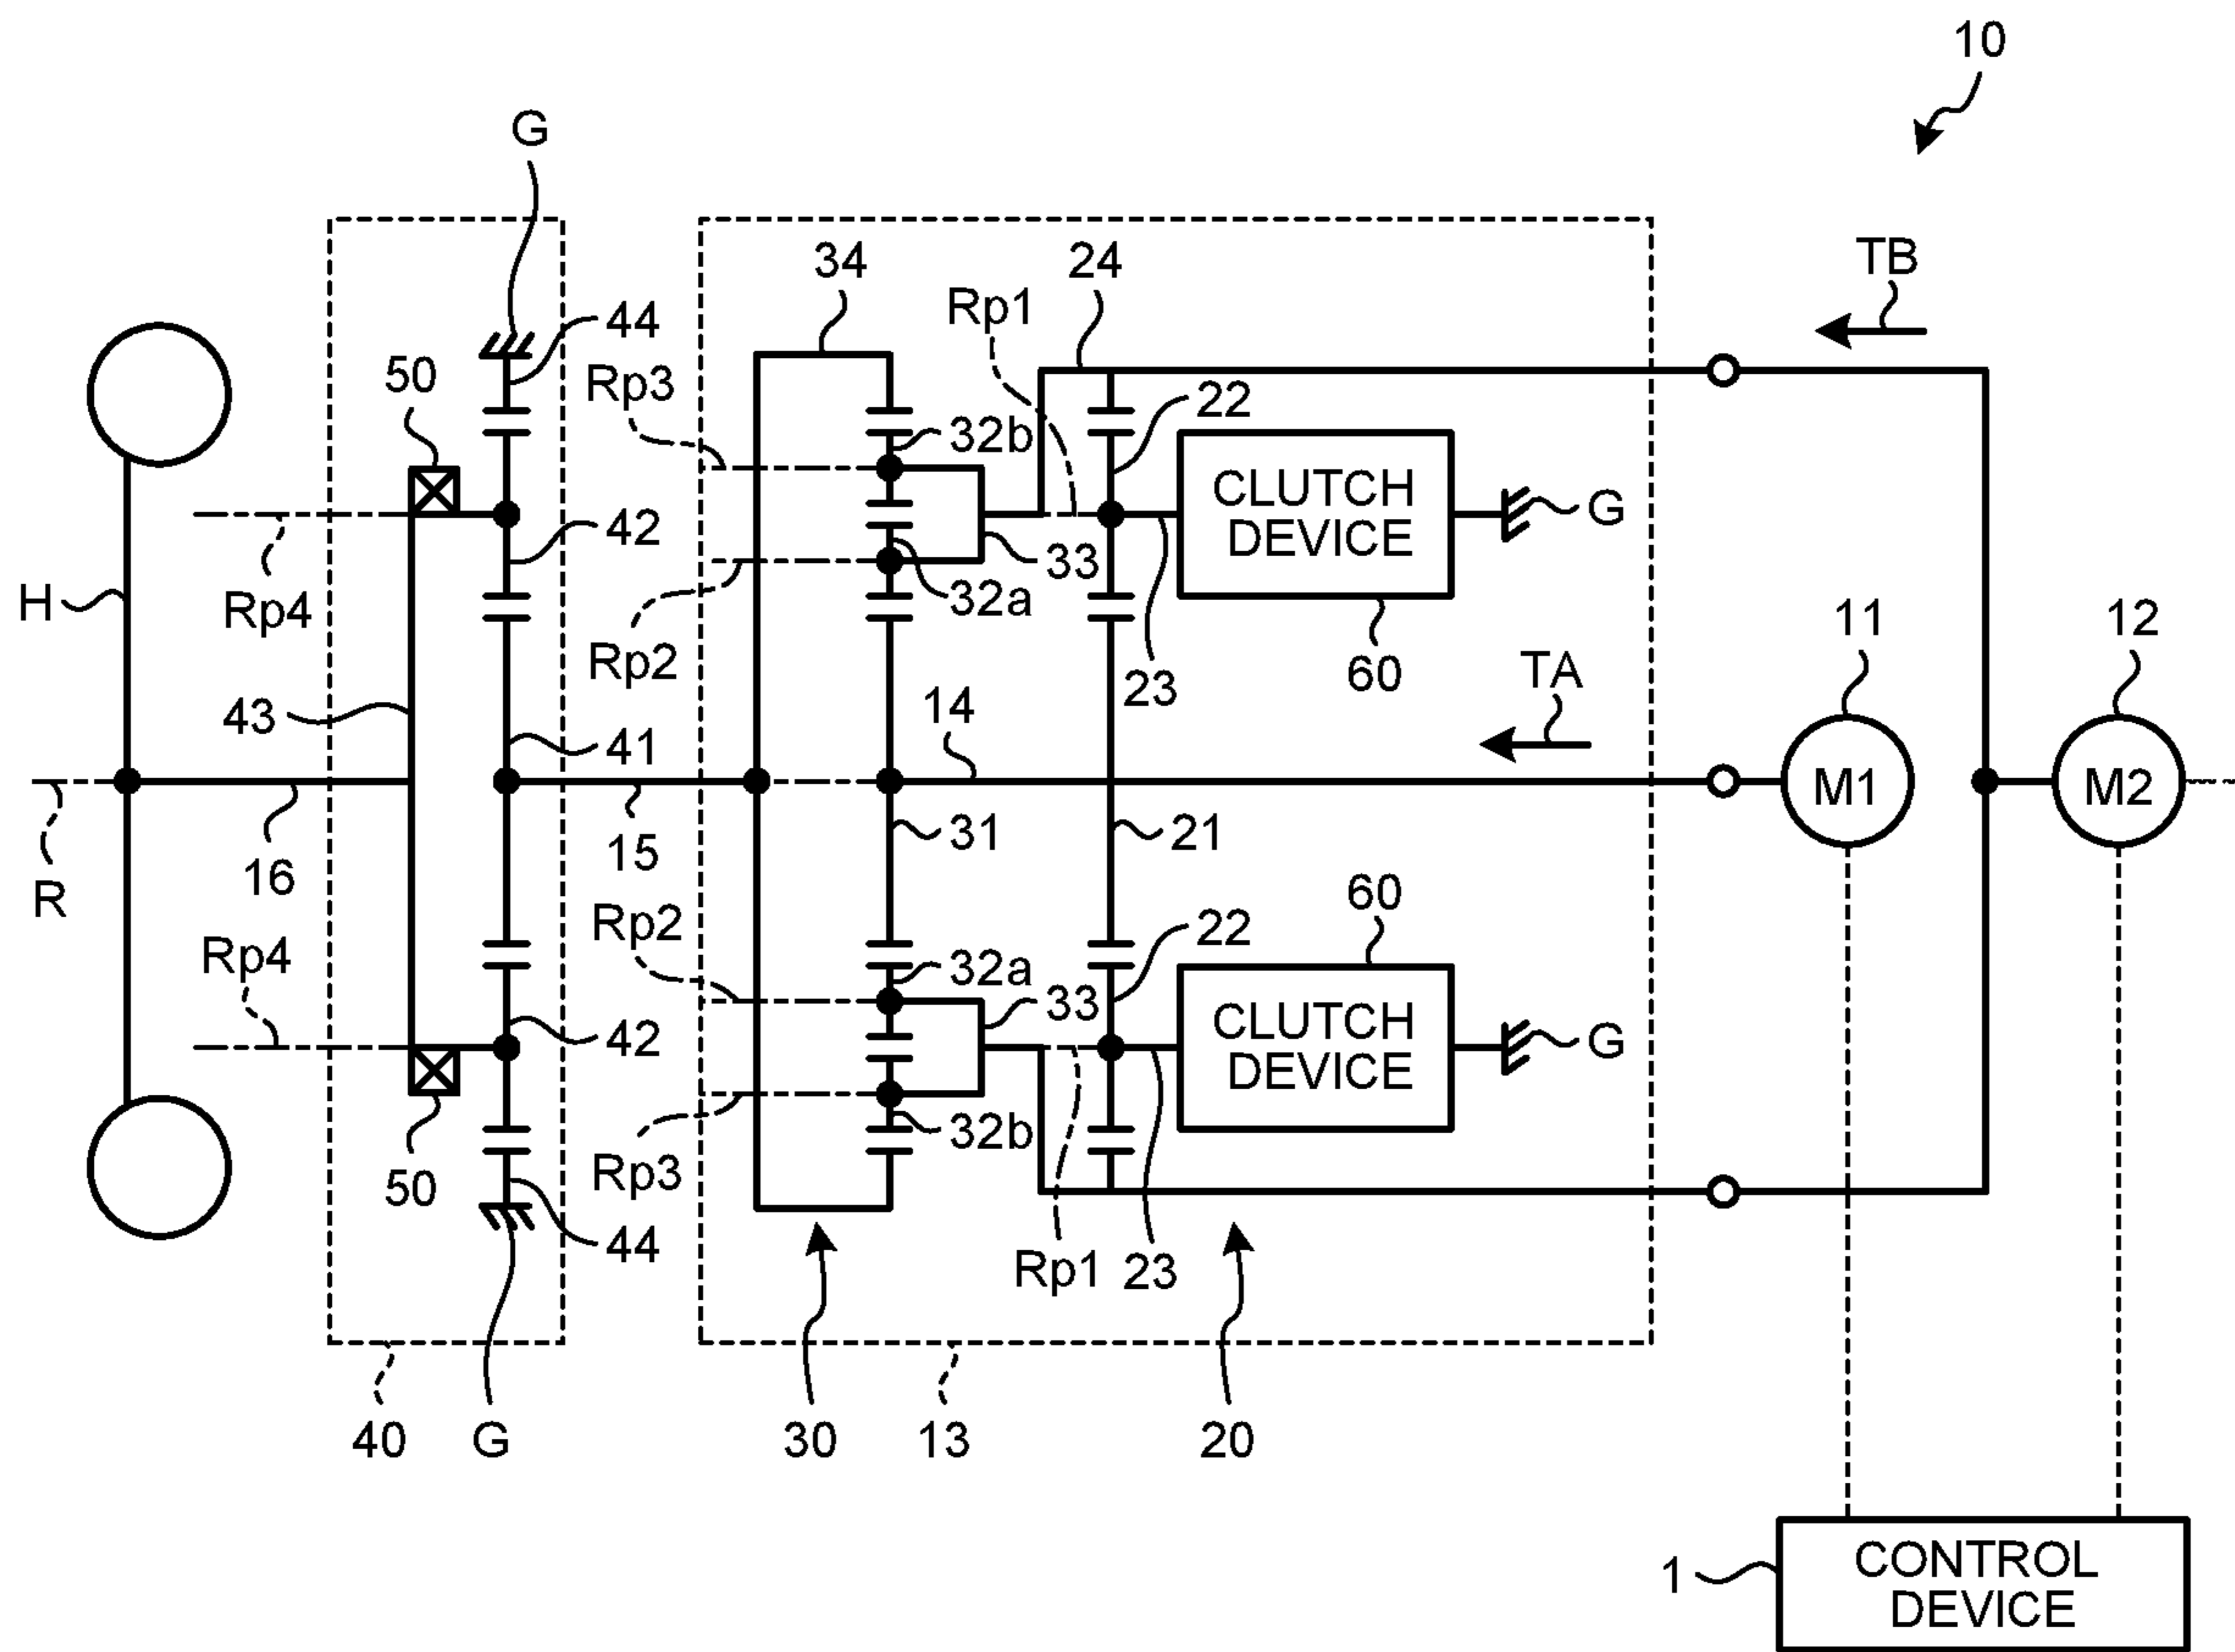 10
G
34
24
TB
Rp1
44
50
Rp3
22
32b
CLUTCH
DEVICE
G
42
33
H
Rp4
32a
11
12
Rp2
60
TA
23
43
14
41
M1
M2
31
21
15
16
R
60
Rp2
22
Rp4
32a
33
CLUTCH
DEVICE
G
42
32b
50
Rp3
44
Rp1
23
40
G
30
13
20
1
CONTROL
DEVICE